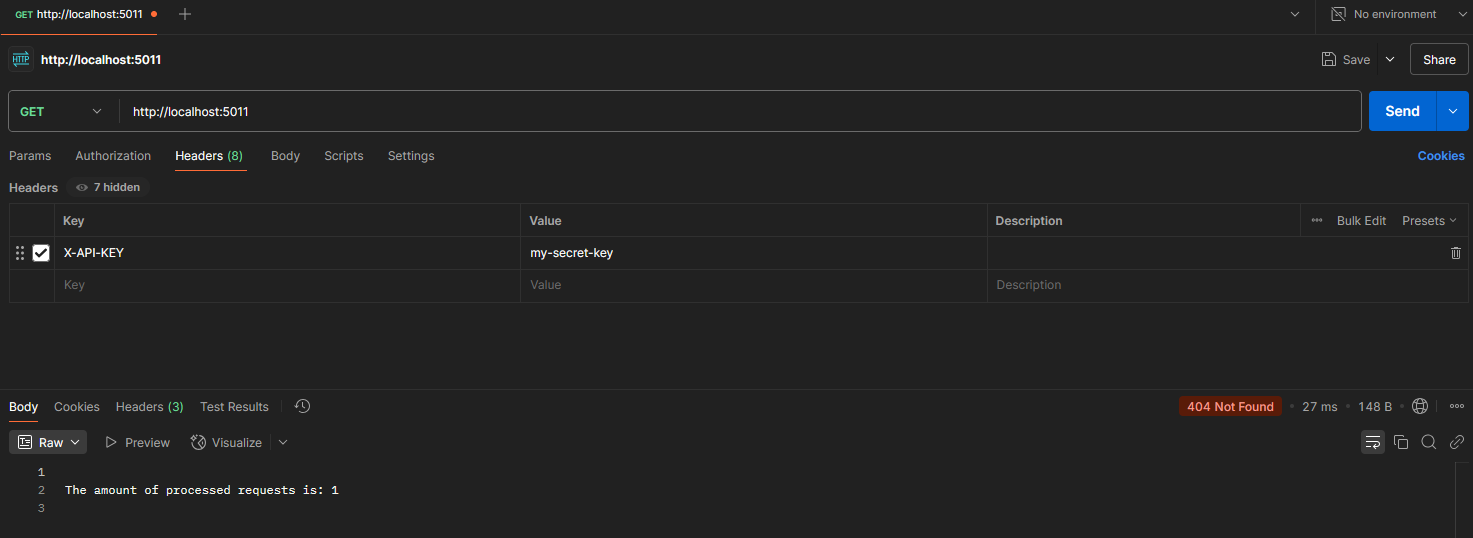 GET http://localhost:5011
No environment
HTTP http://localhost:5011
Save
Share
GET http://localhost:5011
Send
Params Authorization Headers (8) Body Scripts Settings
Cookies
Headers 7 hidden
Key Value Description Bulk Edit Presets
X-API-KEY my-secret-key
Key Value Description
Body Cookies Headers (3) Test Results
404 Not Found • 27 ms • 148 B •
Raw Preview Visualize
1
2 The amount of processed requests is: 1
3